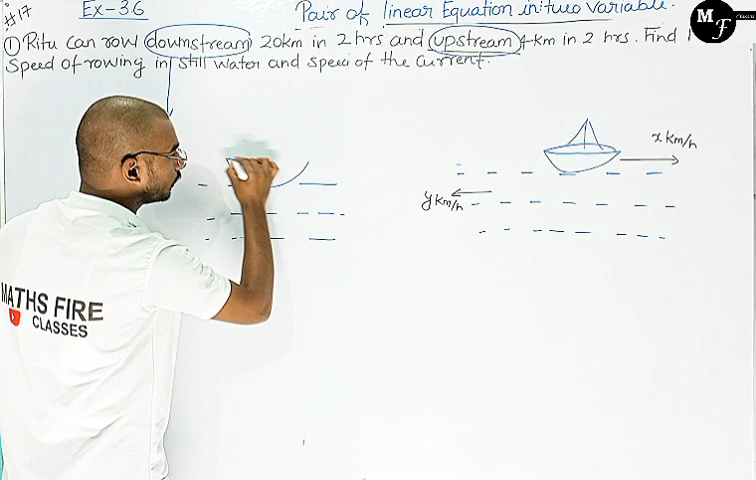 #17
Ex-3.6
Pair of linear Equation in two variable.
① Ritu can row downstream 20km in 2 hrs and upstream 4km in 2 hrs. Find
Speed of rowing in still water and speed of the current.
x km/h
y km/h
MATHS FIRE
CLASSES
M
F